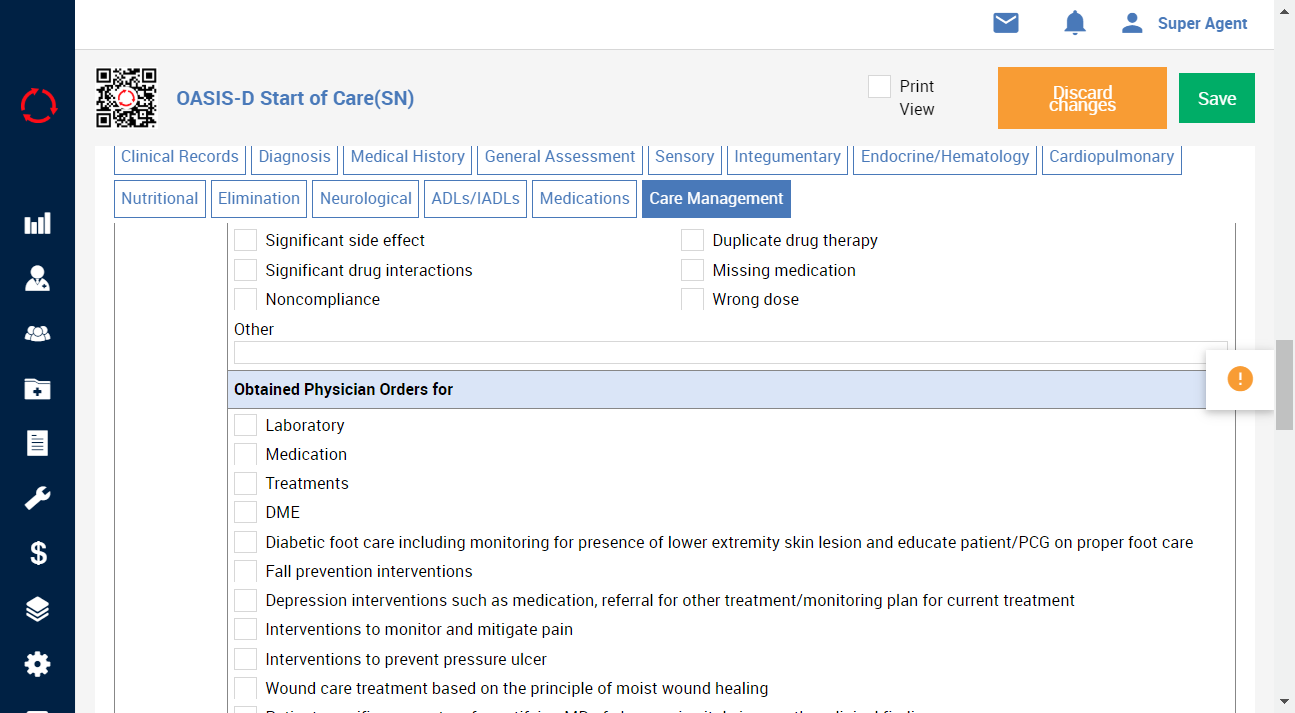 Super Agent
OASIS-D Start of Care(SN)
Print
View
Discard
changes
Save
Clinical Records Diagnosis Medical History General Assessment Sensory Integumentary Endocrine/Hematology Cardiopulmonary
Nutritional Elimination Neurological ADLs/IADLs Medications Care Management
Significant side effect Duplicate drug therapy
Significant drug interactions Missing medication
Noncompliance Wrong dose
Other
Obtained Physician Orders for
Laboratory
Medication
Treatments
DME
Diabetic foot care including monitoring for presence of lower extremity skin lesion and educate patient/PCG on proper foot care
Fall prevention interventions
Depression interventions such as medication, referral for other treatment/monitoring plan for current treatment
Interventions to monitor and mitigate pain
Interventions to prevent pressure ulcer
Wound care treatment based on the principle of moist wound healing